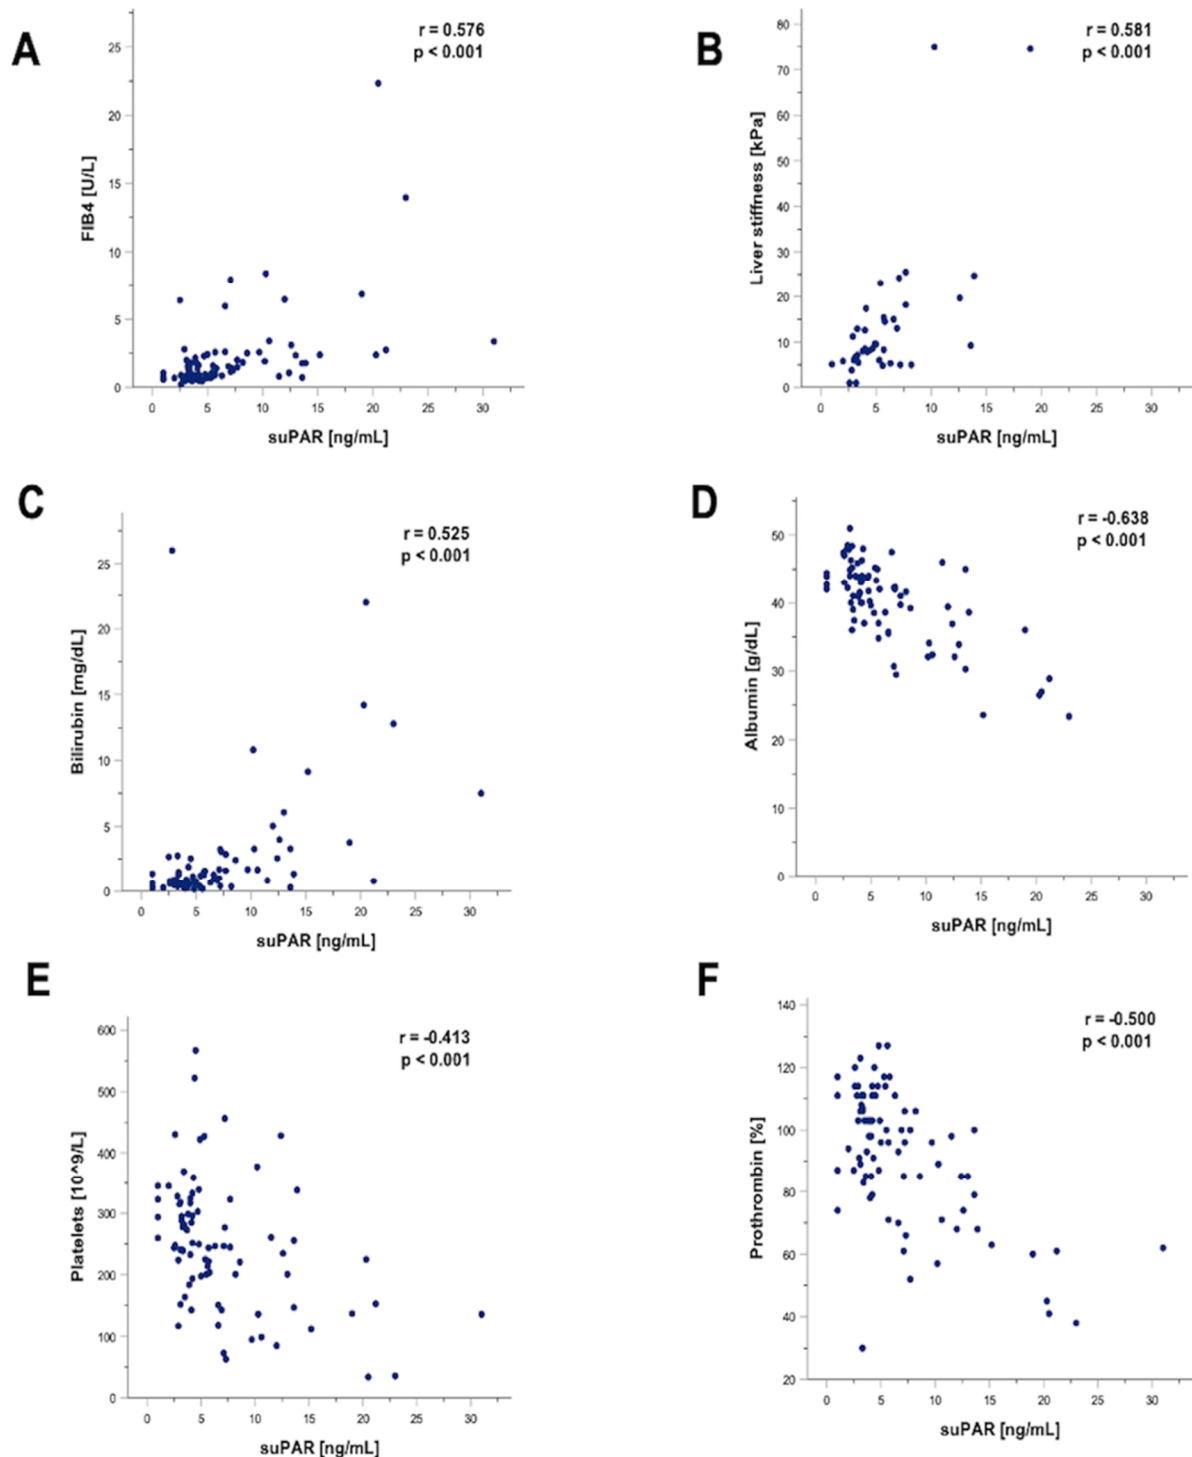 A
r = 0.576
p < 0.001
FIB4 [U/L]
25
20
15
10
5
0
0 5 10 15 20 25 30
suPAR [ng/mL]
B
r = 0.581
p < 0.001
Liver stiffness [kPa]
80
70
60
50
40
30
20
10
0
0 5 10 15 20 25 30
suPAR [ng/mL]
C
r = 0.525
p < 0.001
Bilirubin [mg/dL]
25
20
15
10
5
0
0 5 10 15 20 25 30
suPAR [ng/mL]
D
r = -0.638
p < 0.001
Albumin [g/dL]
50
40
30
20
10
0
0 5 10 15 20 25 30
suPAR [ng/mL]
E
r = -0.413
p < 0.001
Platelets [10^9/L]
600
500
400
300
200
100
0
0 5 10 15 20 25 30
suPAR [ng/mL]
F
r = -0.500
p < 0.001
Prothrombin [%]
140
120
100
80
60
40
20
0 5 10 15 20 25 30
suPAR [ng/mL]